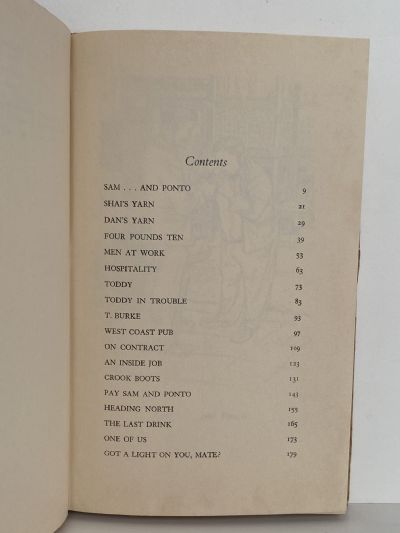 Contents
SAM . . . AND PONTO 9
SHAI'S YARN 21
DAN'S YARN 29
FOUR POUNDS TEN 39
MEN AT WORK 53
HOSPITALITY 63
TODDY 73
TODDY IN TROUBLE 83
T. BURKE 93
WEST COAST PUB 97
ON CONTRACT 109
AN INSIDE JOB 123
CROOK BOOTS 131
PAY SAM AND PONTO 143
HEADING NORTH 155
THE LAST DRINK 165
ONE OF US 173
GOT A LIGHT ON YOU, MATE? 179